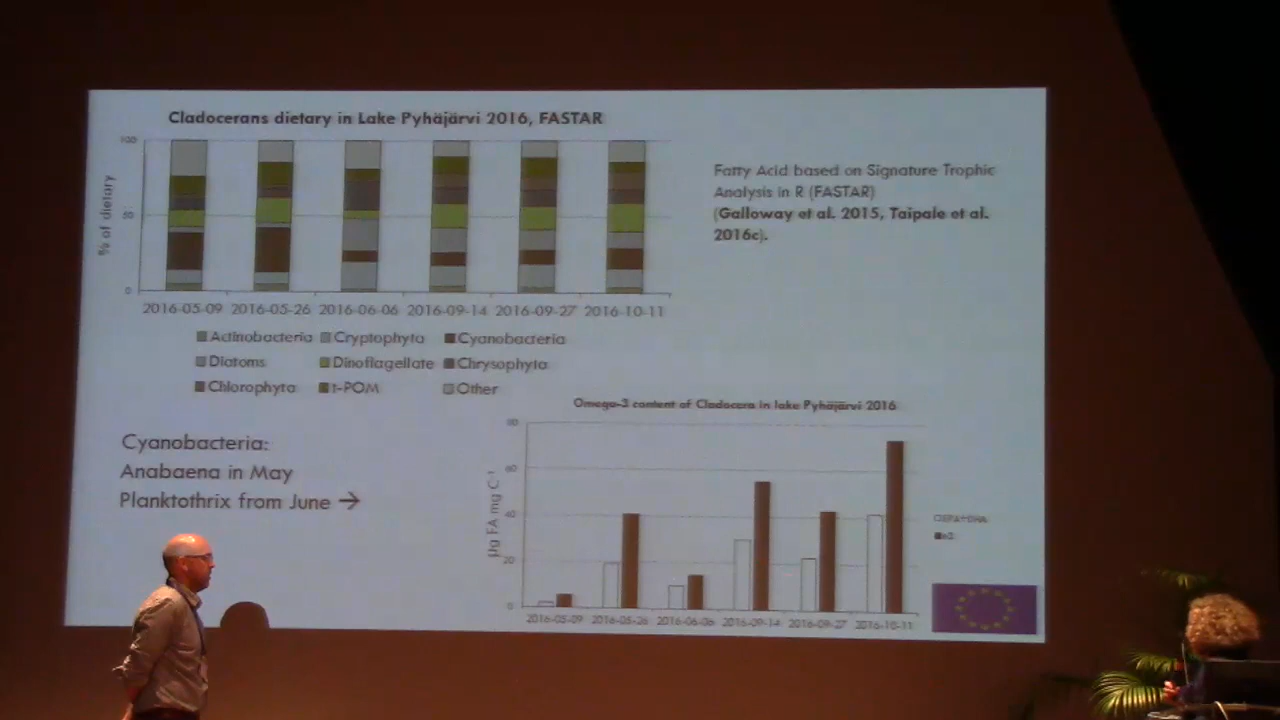 Cladocerans dietary in Lake Pyhäjärvi 2016, FASTAR
100
50
0
% of dietary
2016-05-09 2016-05-26 2016-06-06 2016-09-14 2016-09-27 2016-10-11
Actinobacteria Cryptophyta Cyanobacteria
Diatoms Dinoflagellate Chrysophyta
Chlorophyta t-POM Other
Fatty Acid based on Signature Trophic
Analysis in R (FASTAR)
(Galloway et al. 2015, Taipale et al.
2016c).
Cyanobacteria:
Anabaena in May
Planktothrix from June →
Omega-3 content of Cladocera in lake Pyhäjärvi 2016
80
60
40
20
0
µg FA mg C⁻¹
2016-05-09 2016-05-26 2016-06-06 2016-09-14 2016-09-27 2016-10-11
EPA+DHA
n3